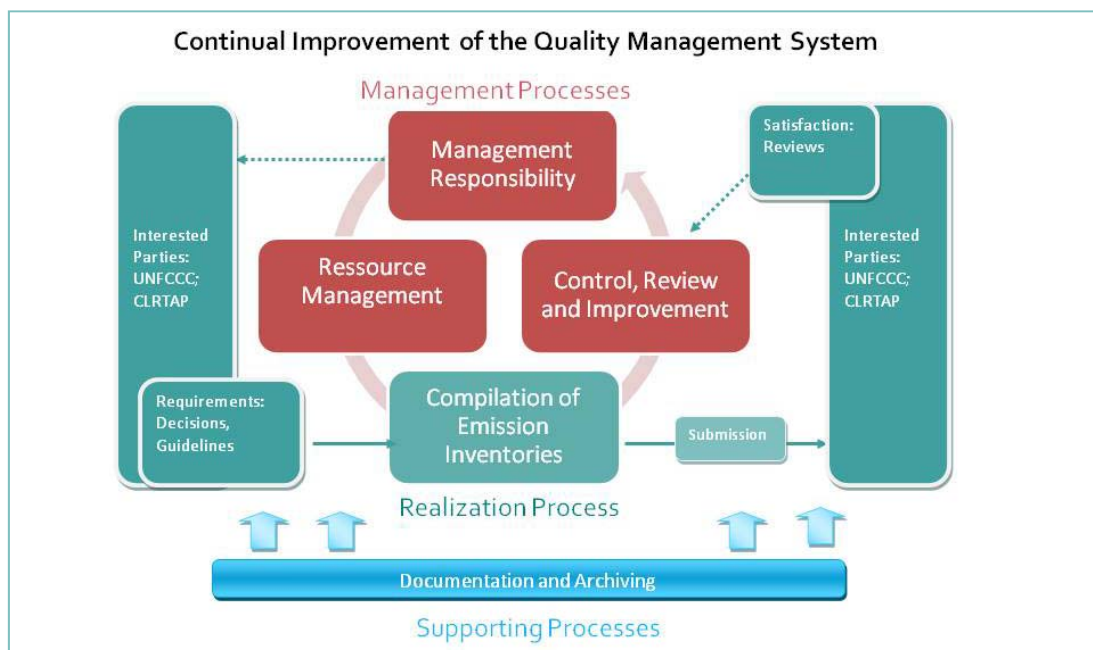 Continual Improvement of the Quality Management System
Management Processes
Management
Responsibility
Satisfaction:
Reviews
Interested
Parties:
UNFCCC;
CLRTAP
Ressource
Management
Control, Review
and Improvement
Interested
Parties:
UNFCCC;
CLRTAP
Requirements:
Decisions,
Guidelines
Compilation of
Emission
Inventories
Submission
Realization Process
Documentation and Archiving
Supporting Processes